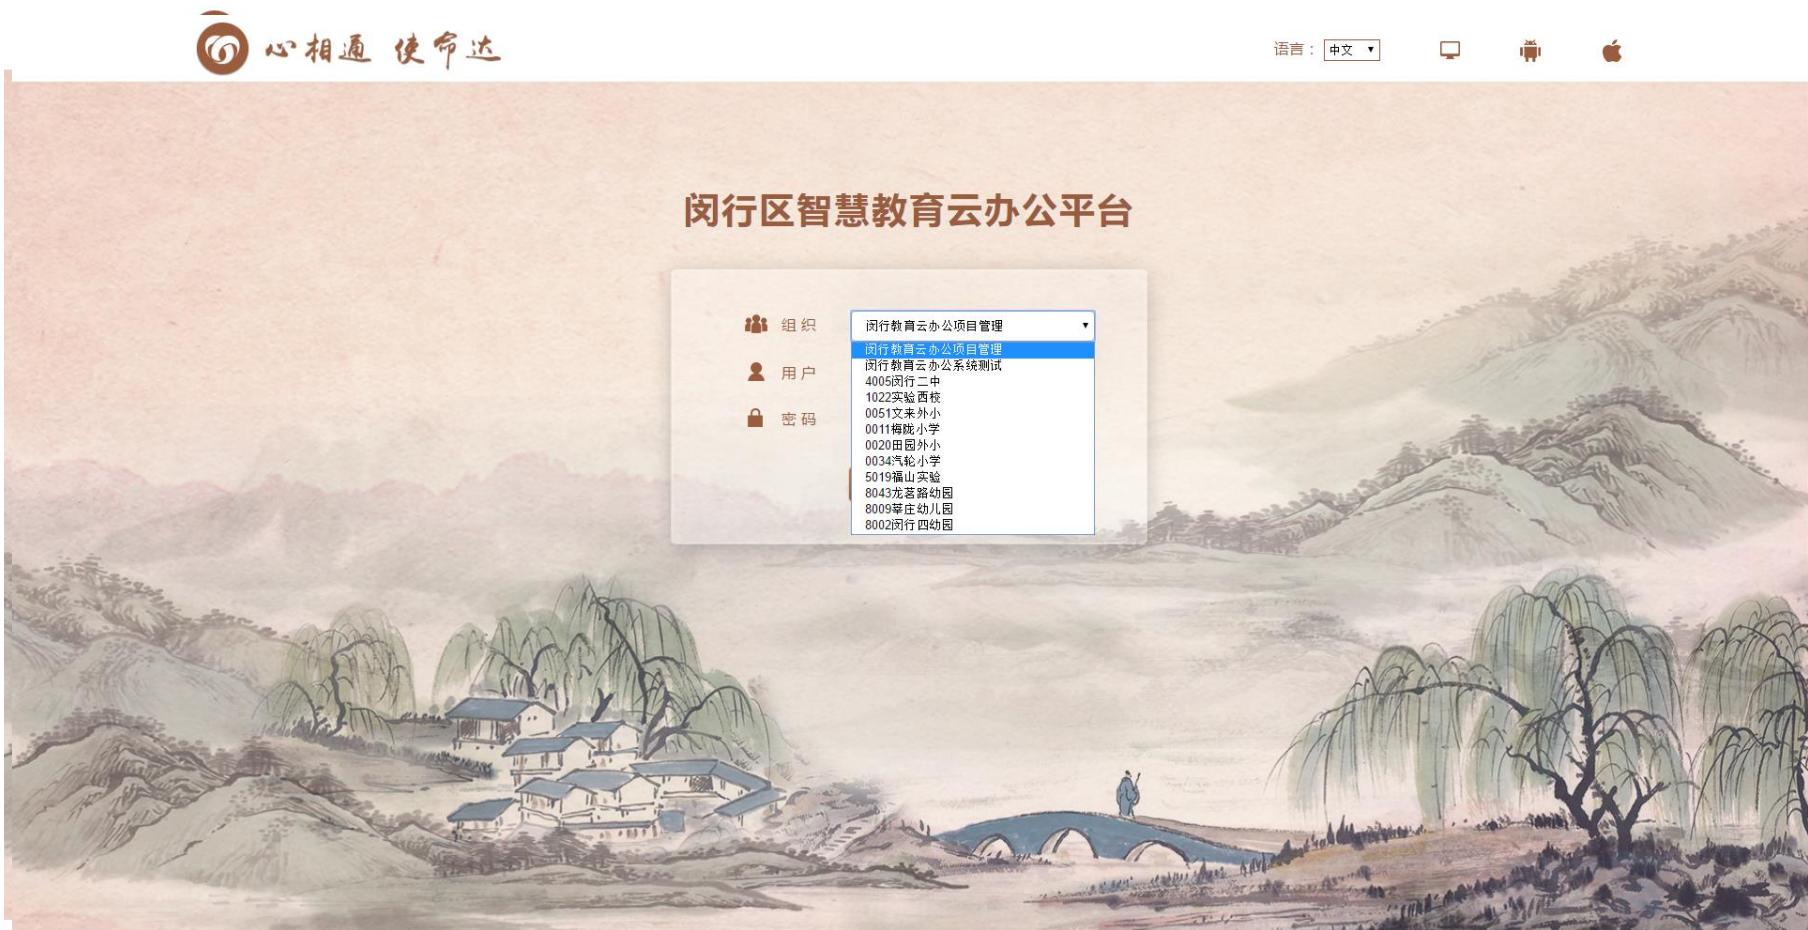 心相通 使命达
语言： 中文
闵行区智慧教育云办公平台
组织 闵行教育云办公项目管理
闵行教育云办公项目管理
闵行教育云办公系统测试
用户
4005闵行二中
1022实验西校
密码
0051文来外小
0011梅陇小学
0020田园外小
0034汽轮小学
5019福山实验
8043龙茗路幼园
8009莘庄幼儿园
8002闵行四幼园